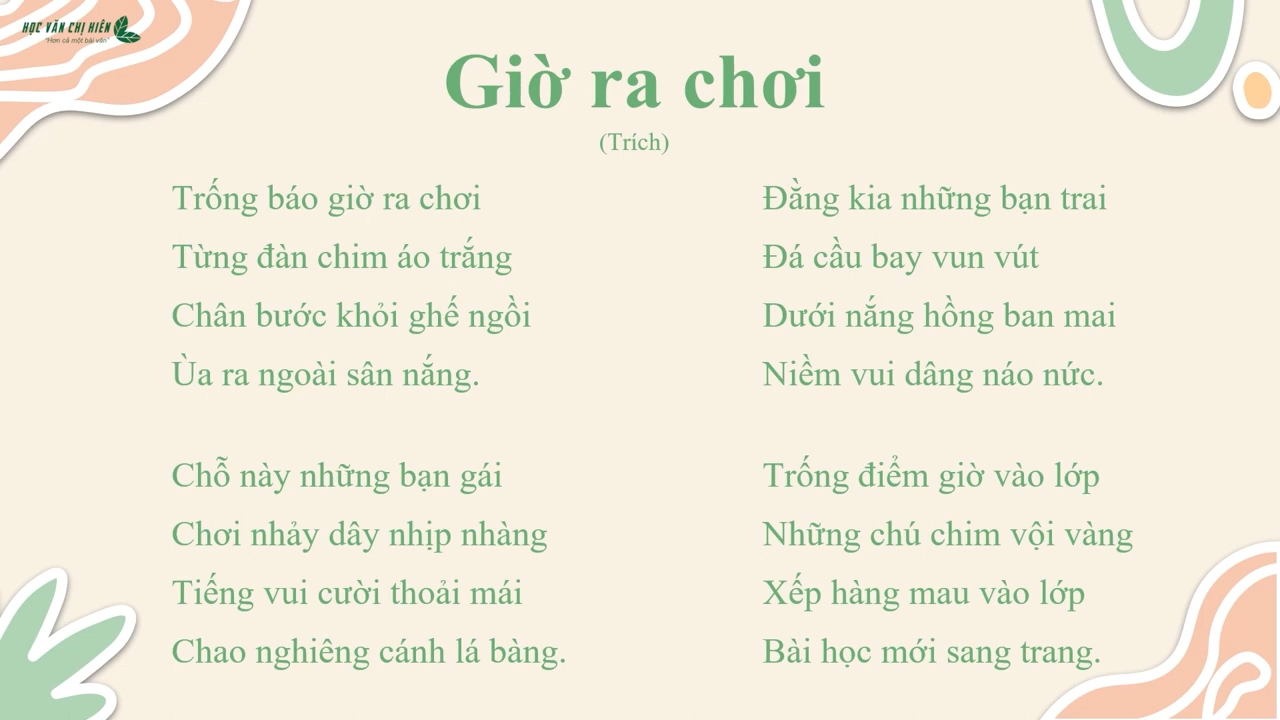 HỌC VĂN CHỊ HIÊN
"Hơn cả một bài văn"
Giờ ra chơi
(Trích)
Trống báo giờ ra chơi
Từng đàn chim áo trắng
Chân bước khỏi ghế ngồi
Ùa ra ngoài sân nắng.
Chỗ này những bạn gái
Chơi nhảy dây nhịp nhàng
Tiếng vui cười thoải mái
Chao nghiêng cánh lá bàng.
Đằng kia những bạn trai
Đá cầu bay vun vút
Dưới nắng hồng ban mai
Niềm vui dâng náo nức.
Trống điểm giờ vào lớp
Những chú chim vội vàng
Xếp hàng mau vào lớp
Bài học mới sang trang.